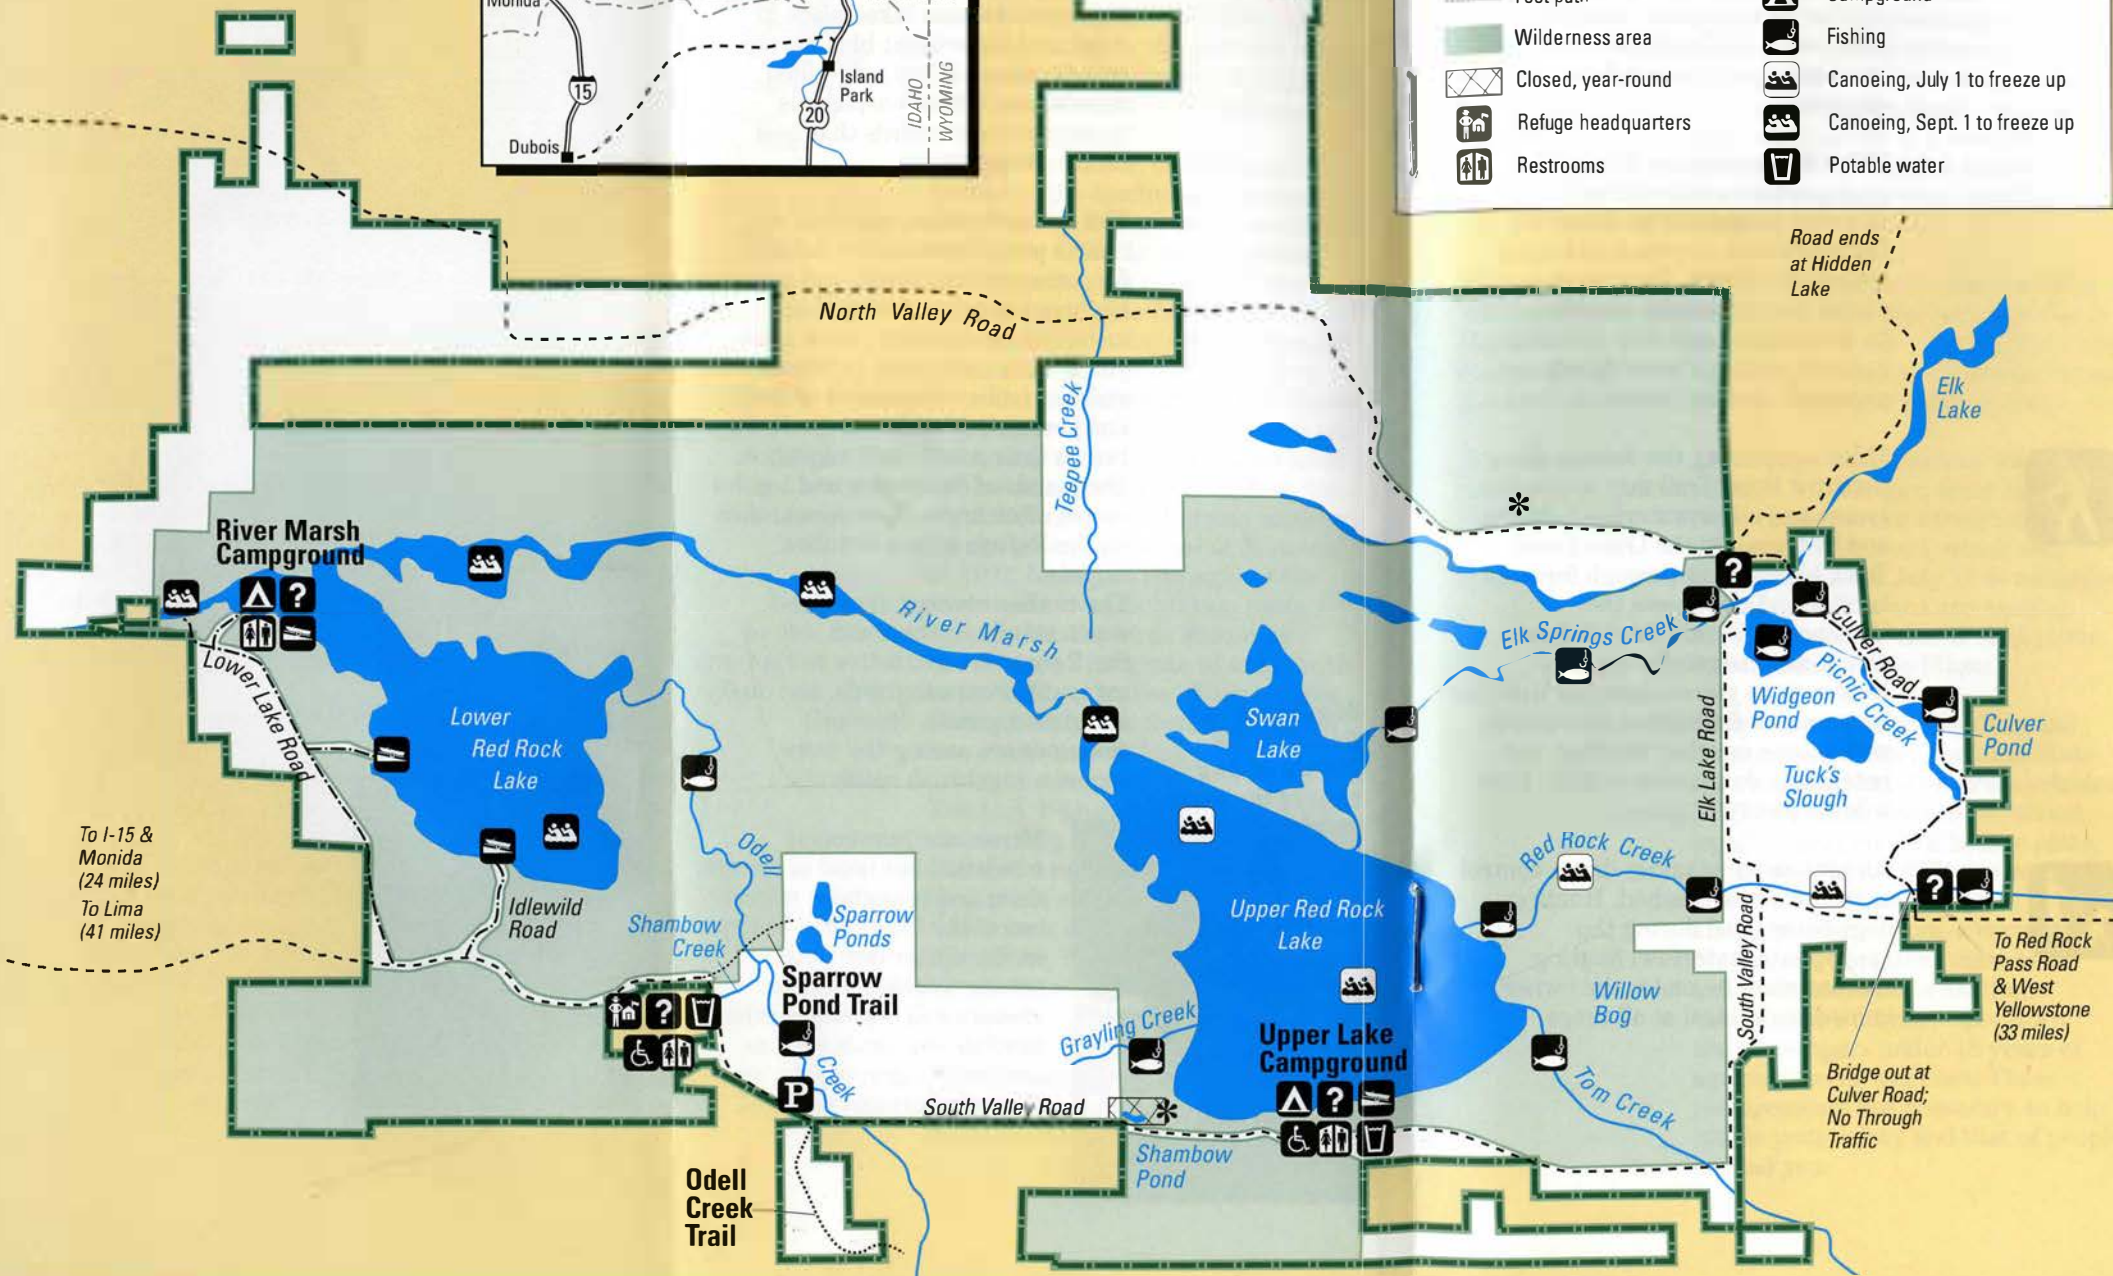 Monida
15
Dubois
Island
Park
20
IDAHO
WYOMING
Wilderness area
Closed, year-round
Refuge headquarters
Restrooms
Campground
Fishing
Canoeing, July 1 to freeze up
Canoeing, Sept. 1 to freeze up
Potable water
Road ends
at Hidden
Lake
North Valley Road
Elk
Lake
Teepee Creek
*
River Marsh
Campground
?
?
River Marsh
Elk Springs Creek
Culver Road
Lower Lake Road
Picnic Creek
Widgeon
Pond
Culver
Pond
Lower
Red Rock
Lake
Swan
Lake
Elk Lake Road
Tuck's
Slough
To I-15 &
Monida
(24 miles)
To Lima
(41 miles)
Odell
Red Rock Creek
Idlewild
Road
Shambow
Creek
Sparrow
Ponds
Upper Red Rock
Lake
?
South Valley Road
To Red Rock
Pass Road
& West
Yellowstone
(33 miles)
Sparrow
Pond Trail
Willow
Bog
?
Grayling Creek
Upper Lake
Campground
Creek
P
Tom Creek
Bridge out at
Culver Road;
No Through
Traffic
South Valley Road
*
?
Shambow
Pond
Odell
Creek
Trail